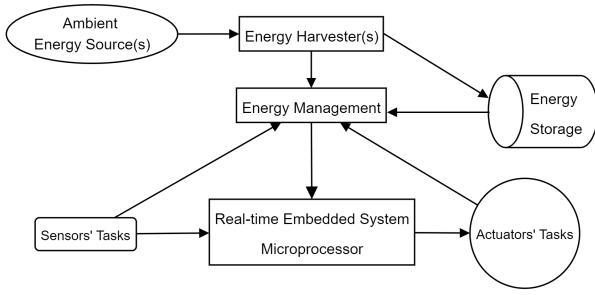 Ambient
Energy Source(s)
Energy Harvester(s)
Energy Management
Energy
Storage
Sensors' Tasks
Real-time Embedded System
Microprocessor
Actuators' Tasks